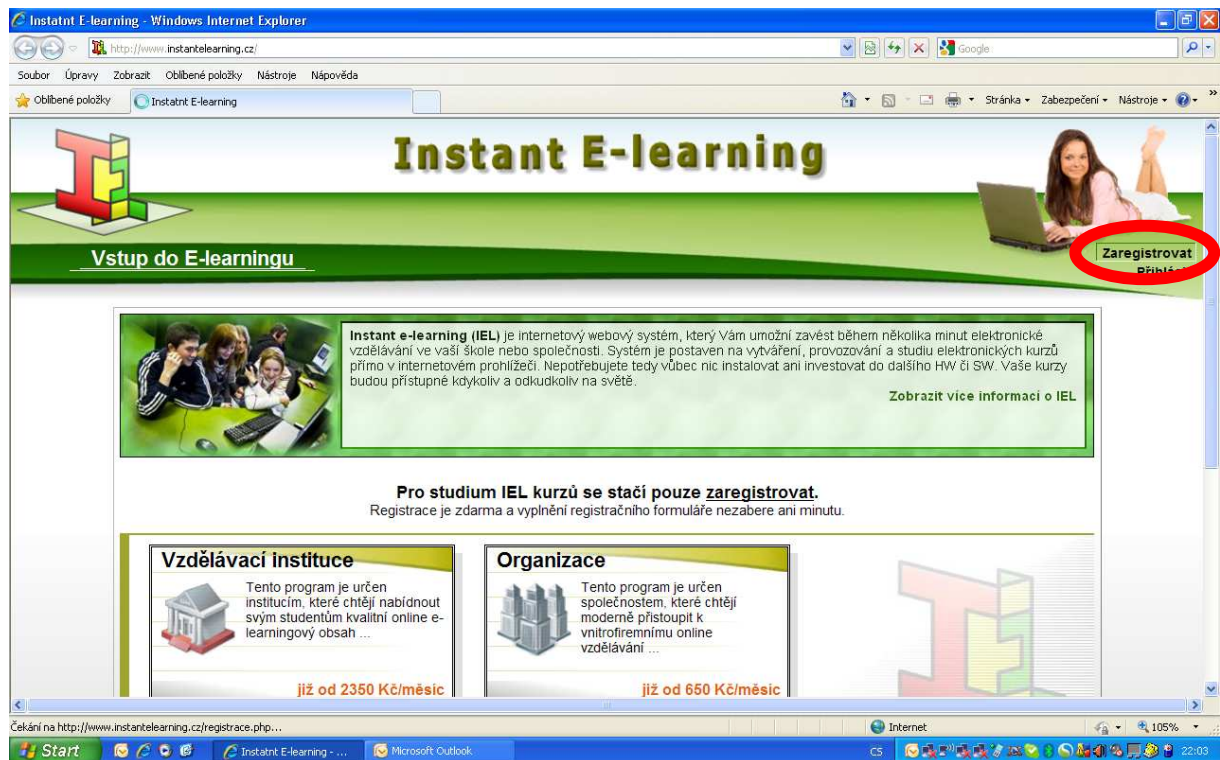 Instatnt E-learning - Windows Internet Explorer
http://www.instantelearning.cz/
Google
Soubor Úpravy Zobrazit Oblíbené položky Nástroje Nápověda
Oblíbené položky
Instatnt E-learning
Stránka Zabezpečení Nástroje
Instant E-learning
Vstup do E-learningu
Zaregistrovat
Instant e-learning (IEL) je internetový webový systém, který Vám umožní zavést během několika minut elektronické
vzdělávání ve vaší škole nebo společnosti. Systém je postaven na vytváření, provozování a studiu elektronických kurzů
přímo v internetovém prohlížeči. Nepotřebujete tedy vůbec nic instalovat ani investovat do dalšího HW či SW. Vaše kurzy
budou přístupné kdykoliv a odkudkoliv na světě.
Zobrazit více informací o IEL
Pro studium IEL kurzů se stačí pouze zaregistrovat.
Registrace je zdarma a vyplnění registračního formuláře nezabere ani minutu.
Vzdělávací instituce
Tento program je určen
institucím, které chtějí nabídnout
svým studentům kvalitní online e-
learningový obsah ...
již od 2350 Kč/měsíc
Organizace
Tento program je určen
společnostem, které chtějí
moderně přistoupit k
vnitrofiremnímu online
vzdělávání ...
již od 650 Kč/měsíc
Čekání na http://www.instantelearning.cz/registrace.php...
Internet
105%
Start
Instatnt E-learning - ...
Microsoft Outlook
CS
22:03